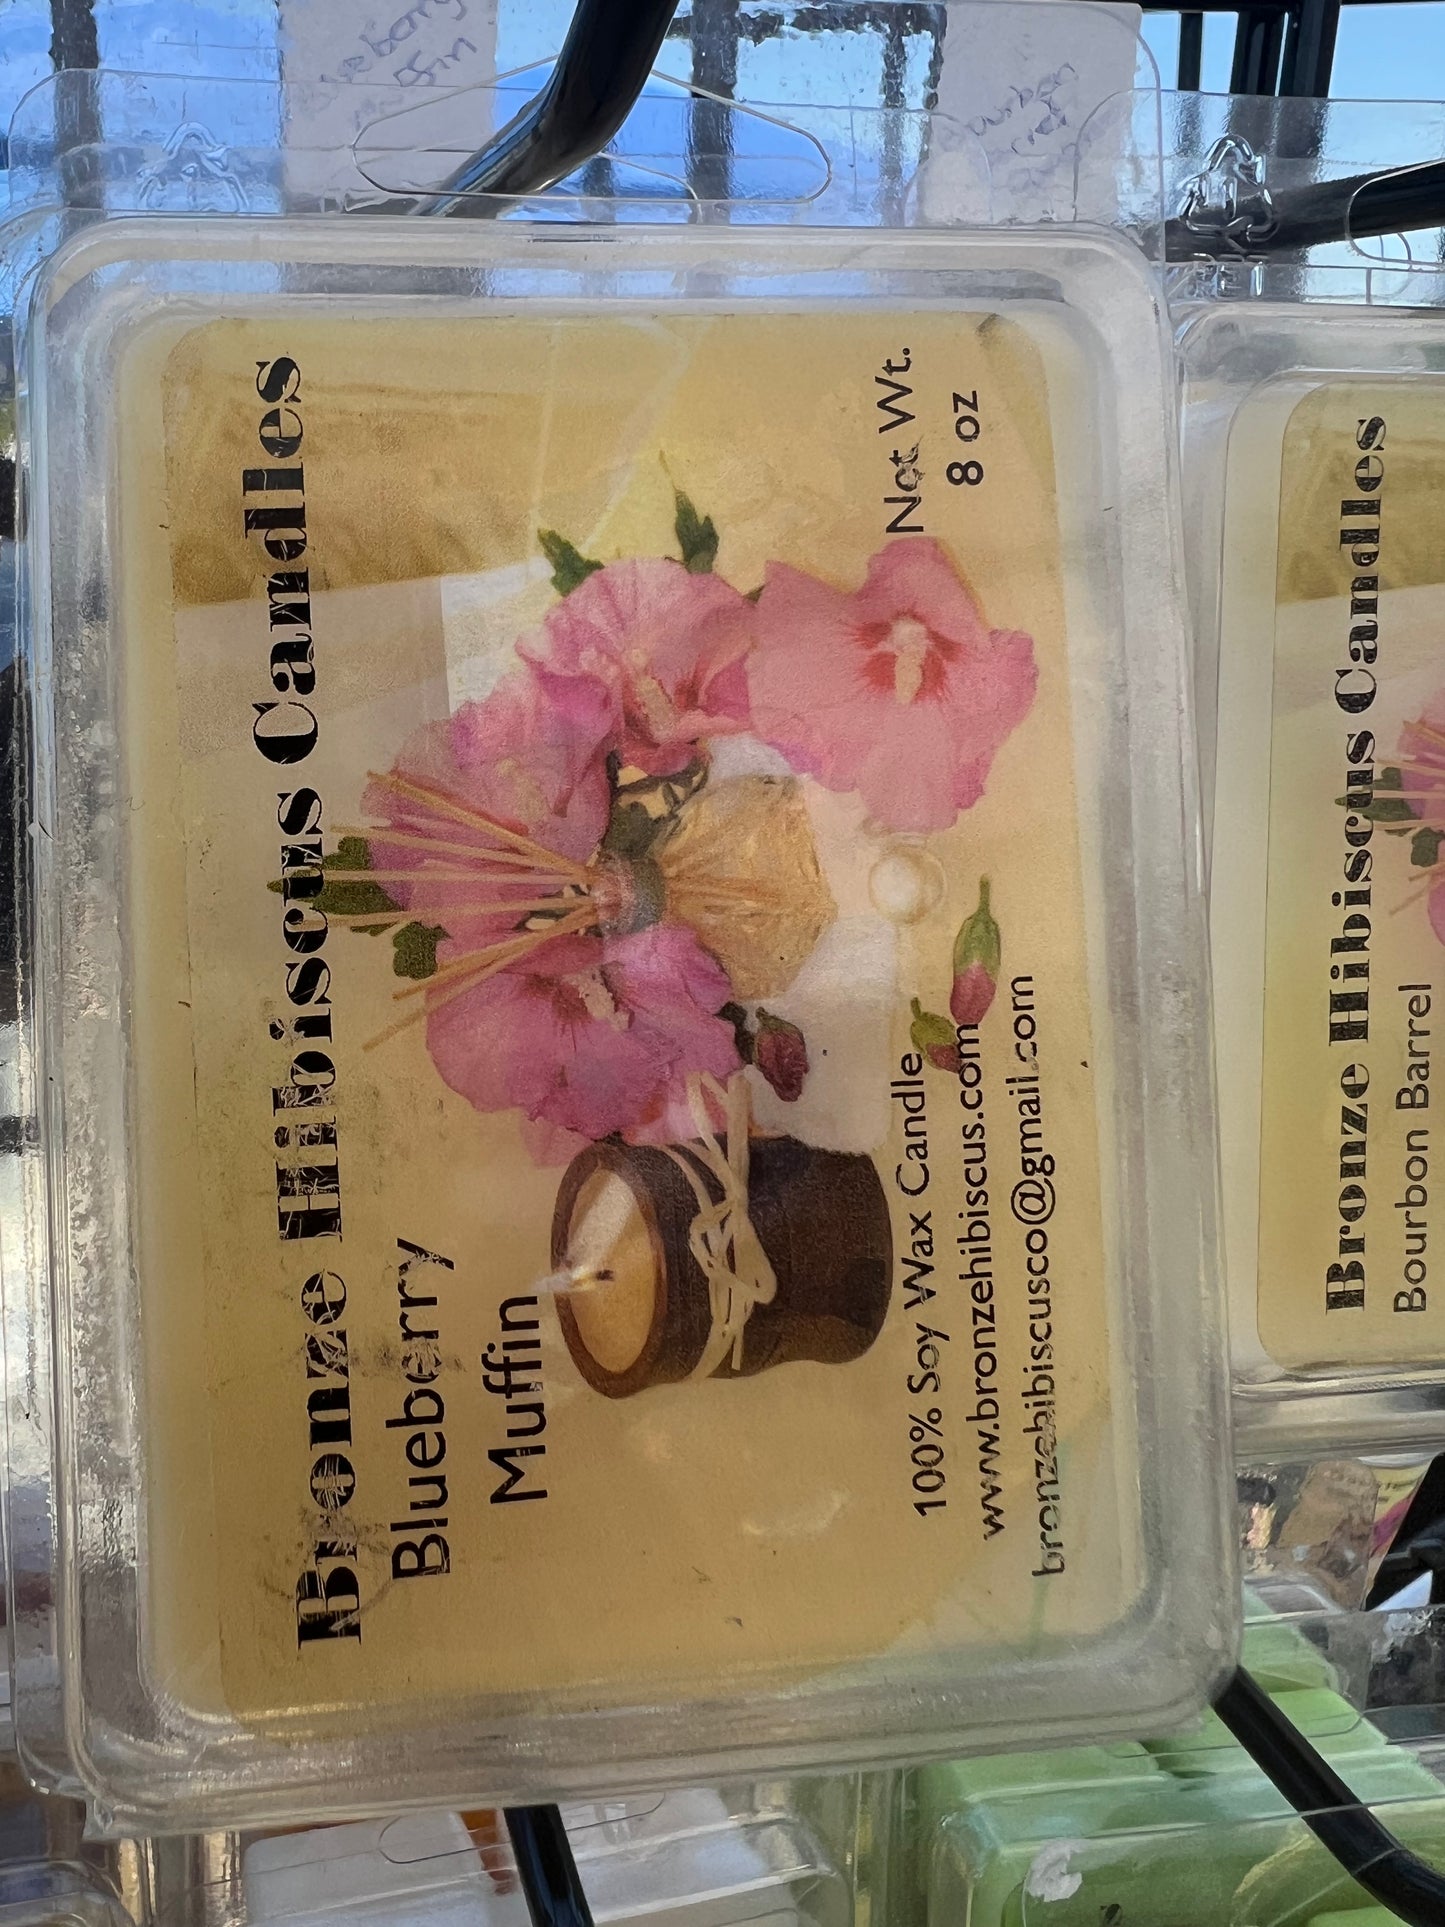 Bronze Hibiscus Candles
Blueberry
Muffin
Net Wt.
8 oz
100% Soy Wax Candle
www.bronzehibiscus.com
bronzehibiscusco@gmail.com
Bronze Hibiscus Candles
Bourbon Barrel